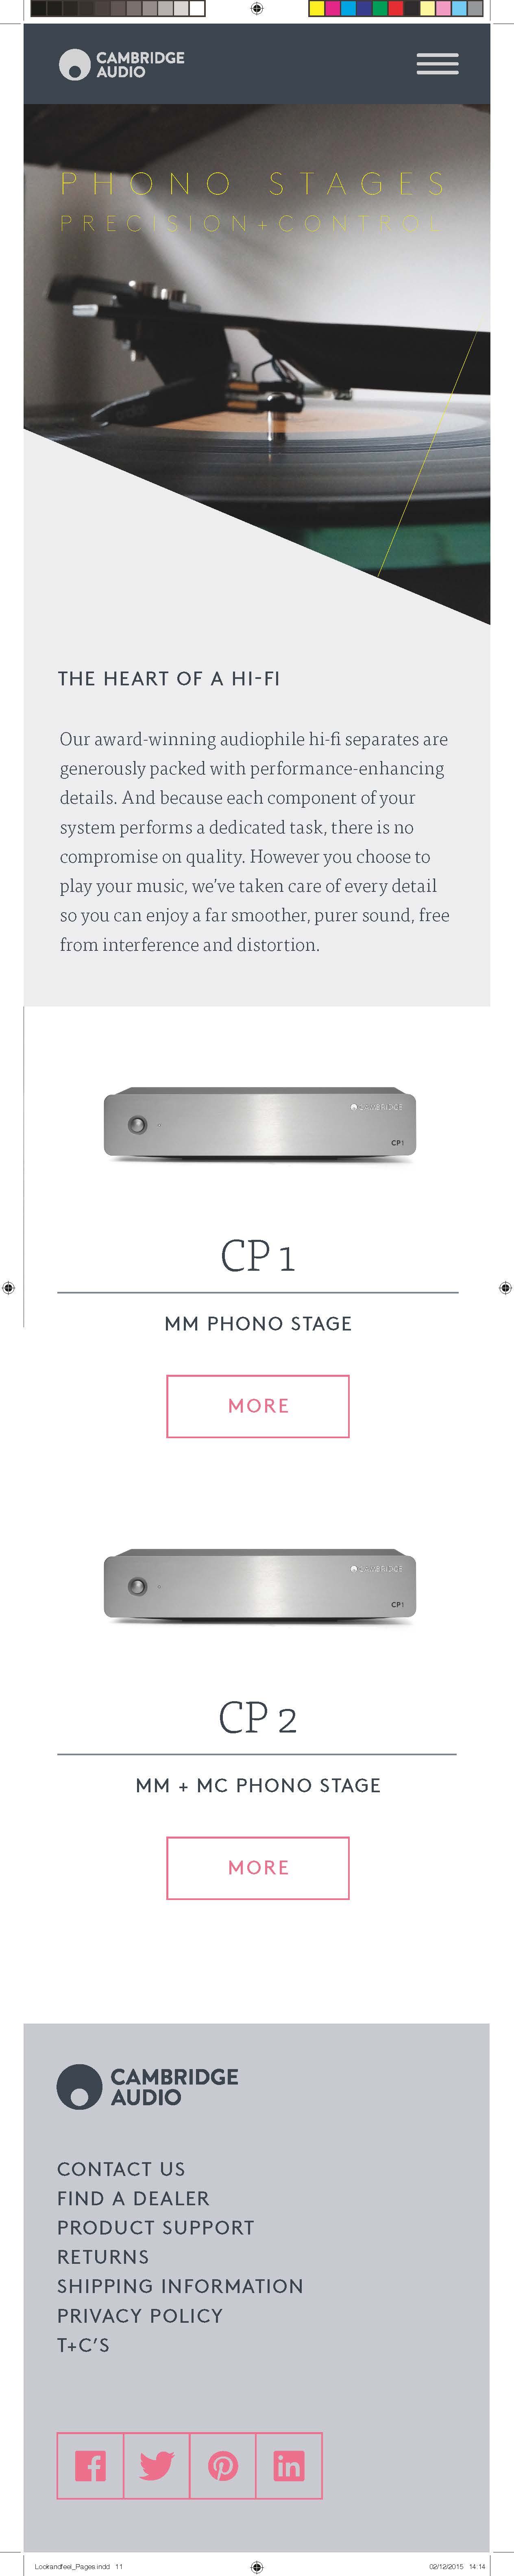 CAMBRIDGE
AUDIO
PHONO STAGES
PRECISION+CONTROL
THE HEART OF A HI-FI
Our award-winning audiophile hi-fi separates are
generously packed with performance-enhancing
details. And because each component of your
system performs a dedicated task, there is no
compromise on quality. However you choose to
play your music, we’ve taken care of every detail
so you can enjoy a far smoother, purer sound, free
from interference and distortion.
CAMBRIDGE
CP1
CP 1
MM PHONO STAGE
MORE
CAMBRIDGE
CP1
CP 2
MM + MC PHONO STAGE
MORE
CAMBRIDGE
AUDIO
CONTACT US
FIND A DEALER
PRODUCT SUPPORT
RETURNS
SHIPPING INFORMATION
PRIVACY POLICY
T+C’S
Lookandfeel_Pages.indd 11 02/12/2015 14:14